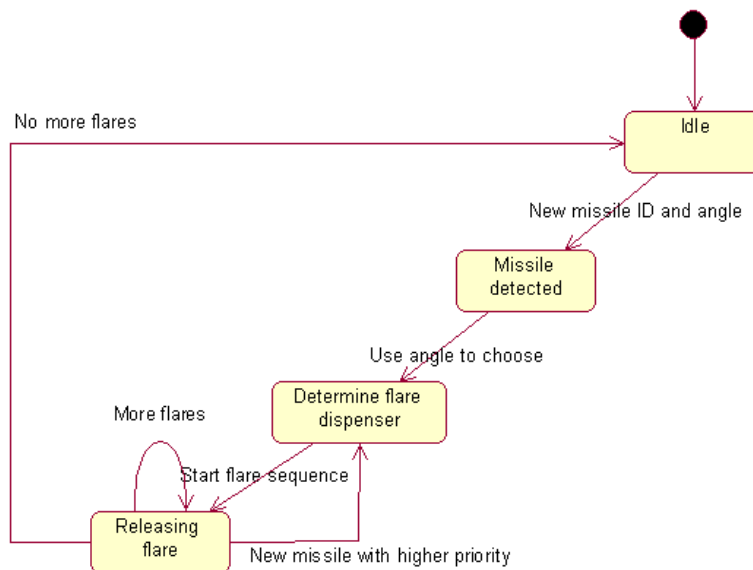 No more flares
Idle
New missile ID and angle
Missile
detected
Use angle to choose
Determine flare
dispenser
More flares
Start flare sequence
Releasing
flare
New missile with higher priority